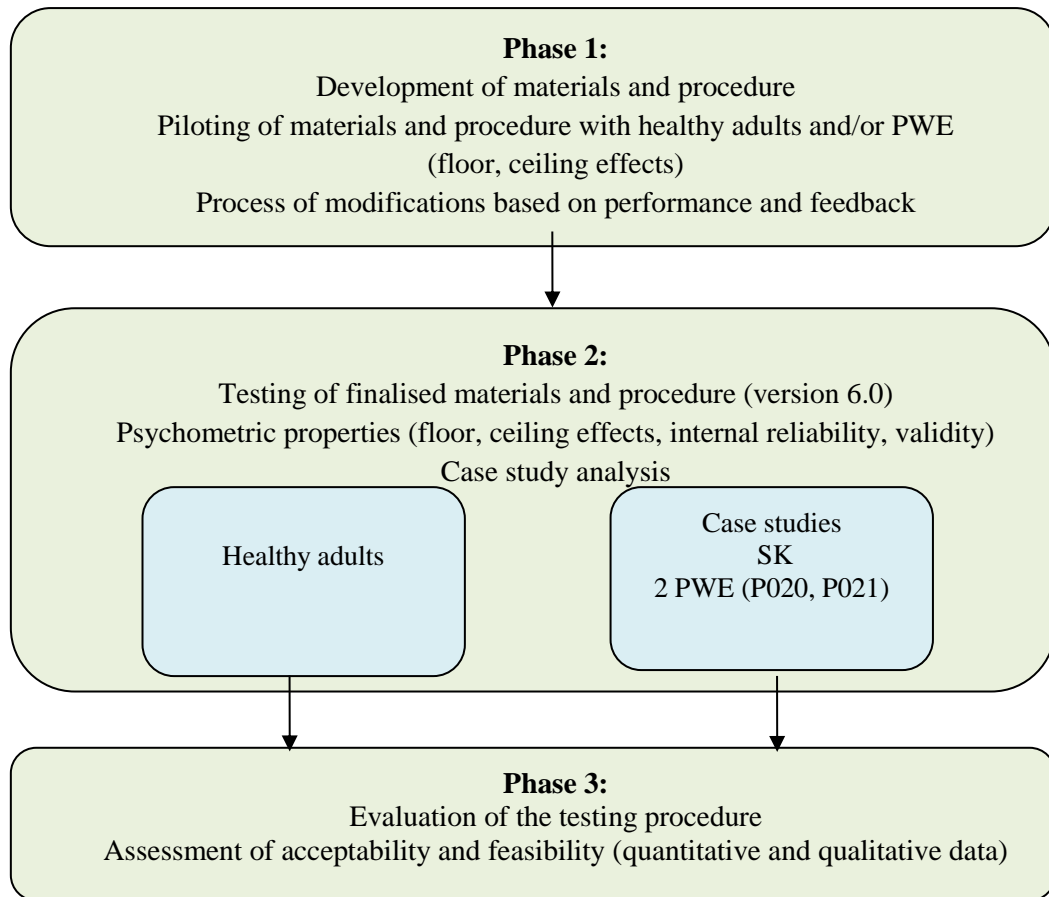 Phase 1:
Development of materials and procedure
Piloting of materials and procedure with healthy adults and/or PWE
(floor, ceiling effects)
Process of modifications based on performance and feedback
Phase 2:
Testing of finalised materials and procedure (version 6.0)
Psychometric properties (floor, ceiling effects, internal reliability, validity)
Case study analysis
Healthy adults
Case studies
SK
2 PWE (P020, P021)
Phase 3:
Evaluation of the testing procedure
Assessment of acceptability and feasibility (quantitative and qualitative data)